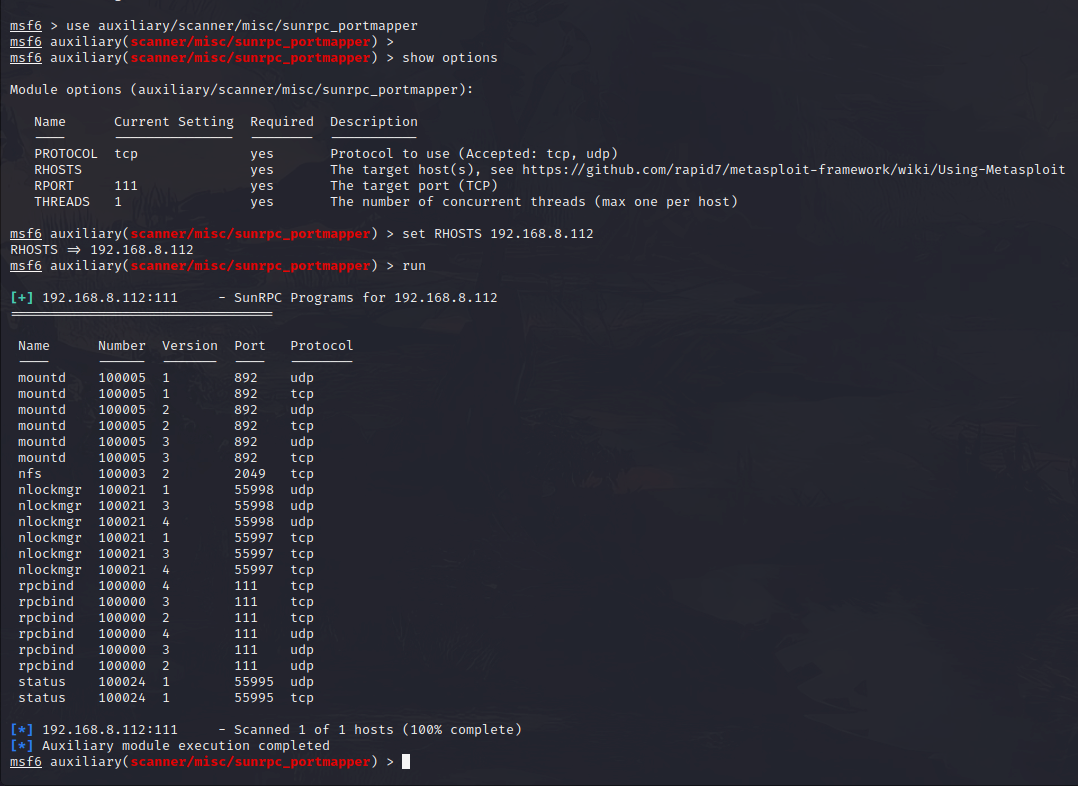 msf6 > use auxiliary/scanner/misc/sunrpc_portmapper
msf6 auxiliary(scanner/misc/sunrpc_portmapper) >
msf6 auxiliary(scanner/misc/sunrpc_portmapper) > show options
Module options (auxiliary/scanner/misc/sunrpc_portmapper):
Name Current Setting Required Description
PROTOCOL tcp yes Protocol to use (Accepted: tcp, udp)
RHOSTS yes The target host(s), see https://github.com/rapid7/metasploit-framework/wiki/Using-Metasploit
RPORT 111 yes The target port (TCP)
THREADS 1 yes The number of concurrent threads (max one per host)
msf6 auxiliary(scanner/misc/sunrpc_portmapper) > set RHOSTS 192.168.8.112
RHOSTS => 192.168.8.112
msf6 auxiliary(scanner/misc/sunrpc_portmapper) > run
[+] 192.168.8.112:111 - SunRPC Programs for 192.168.8.112
Name Number Version Port Protocol
mountd 100005 1 892 udp
mountd 100005 1 892 tcp
mountd 100005 2 892 udp
mountd 100005 2 892 tcp
mountd 100005 3 892 udp
mountd 100005 3 892 tcp
nfs 100003 2 2049 tcp
nlockmgr 100021 1 55998 udp
nlockmgr 100021 3 55998 udp
nlockmgr 100021 4 55998 udp
nlockmgr 100021 1 55997 tcp
nlockmgr 100021 3 55997 tcp
nlockmgr 100021 4 55997 tcp
rpcbind 100000 4 111 tcp
rpcbind 100000 3 111 tcp
rpcbind 100000 2 111 tcp
rpcbind 100000 4 111 udp
rpcbind 100000 3 111 udp
rpcbind 100000 2 111 udp
status 100024 1 55995 udp
status 100024 1 55995 tcp
[*] 192.168.8.112:111 - Scanned 1 of 1 hosts (100% complete)
[*] Auxiliary module execution completed
msf6 auxiliary(scanner/misc/sunrpc_portmapper) >